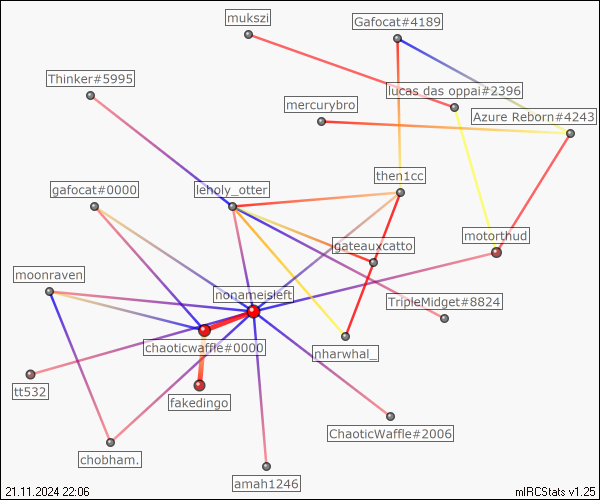 mukszi
Gafocat#4189
Thinker#5995
lucas das oppai#2396
mercurybro
Azure Reborn#4243
then1cc
gafocat#0000
leholy_otter
motorthud
gateauxcatto
moonraven
nonameisleft
TripleMidget#8824
chaoticwaffle#0000
nharwhal_
tt532
fakedingo
ChaoticWaffle#2006
chobham.
amah1246
21.11.2024 22:06
mIRCStats v1.25